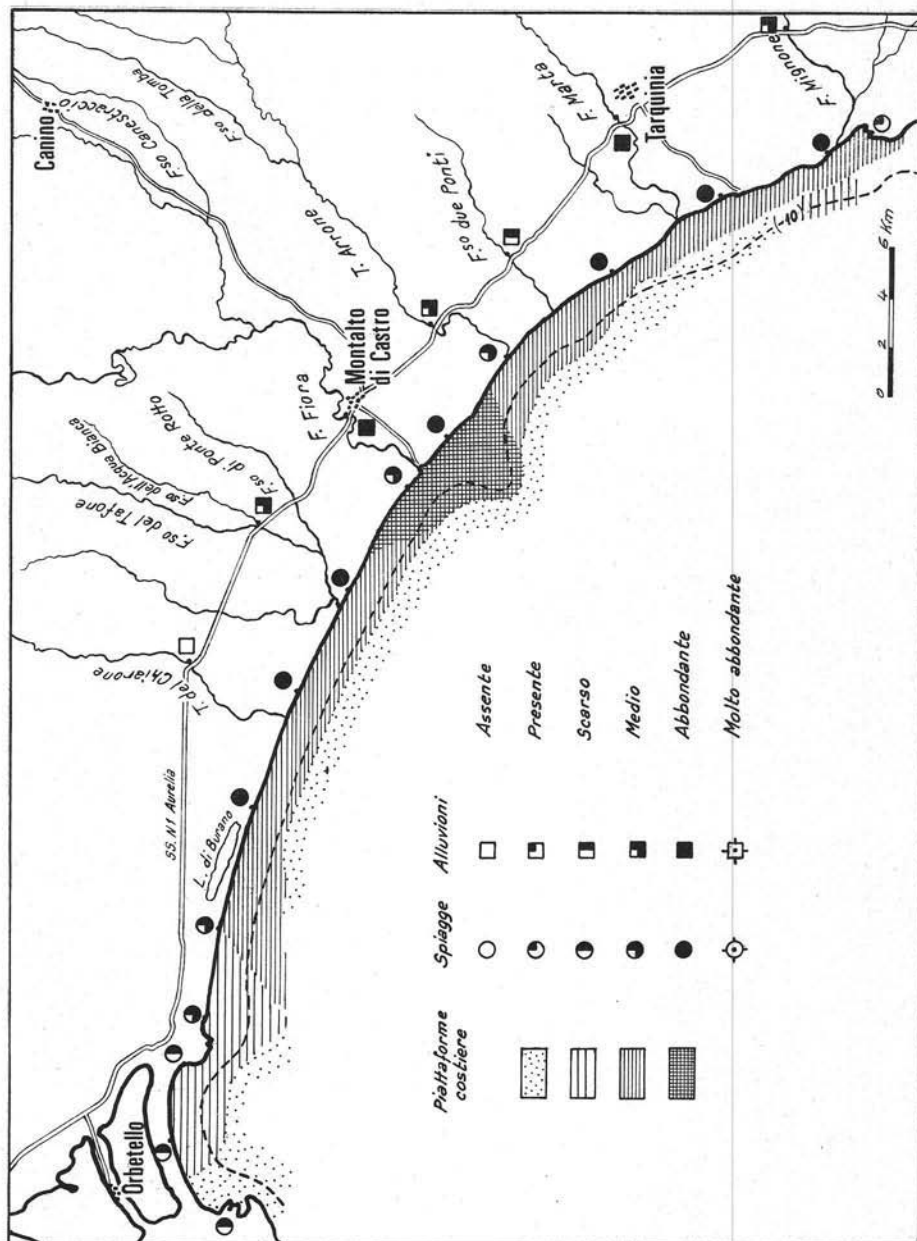 Canino
F.so Canestraccio
F.so della Tomba
T. Arrone
F.so due Ponti
F. Marta
Tarquinia
F. Mignone
Montalto
di Castro
F. Fiora
F.so di Ponte Rotto
F.so dell'Acqua Bianca
F.so del Tafone
T. del Chiarone
SS. N1 Aurelia
L. di Burano
Orbetello
10
0 2 4 6 Km
Piattaforme
costiere
Spiagge
Alluvioni
Assente
Presente
Scarso
Medio
Abbondante
Molto abbondante